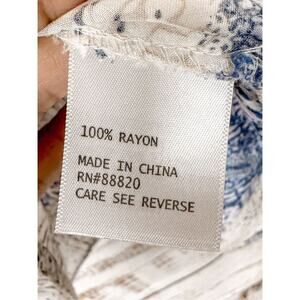 100% RAYON
MADE IN CHINA
RN#88820
CARE SEE REVERSE